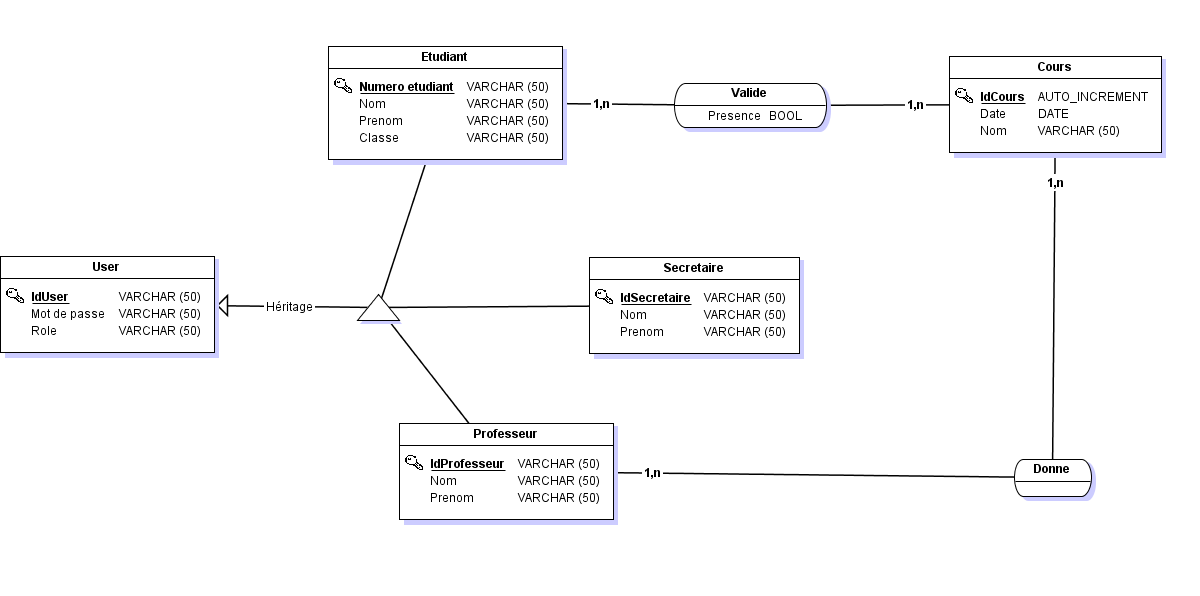 Etudiant
Numero etudiant VARCHAR (50)
Nom VARCHAR (50)
Prenom VARCHAR (50)
Classe VARCHAR (50)
1,n
Valide
Presence BOOL
1,n
Cours
IdCours AUTO_INCREMENT
Date DATE
Nom VARCHAR (50)
1,n
User
IdUser VARCHAR (50)
Mot de passe VARCHAR (50)
Role VARCHAR (50)
Héritage
Secretaire
IdSecretaire VARCHAR (50)
Nom VARCHAR (50)
Prenom VARCHAR (50)
Professeur
IdProfesseur VARCHAR (50)
Nom VARCHAR (50)
Prenom VARCHAR (50)
1,n
Donne